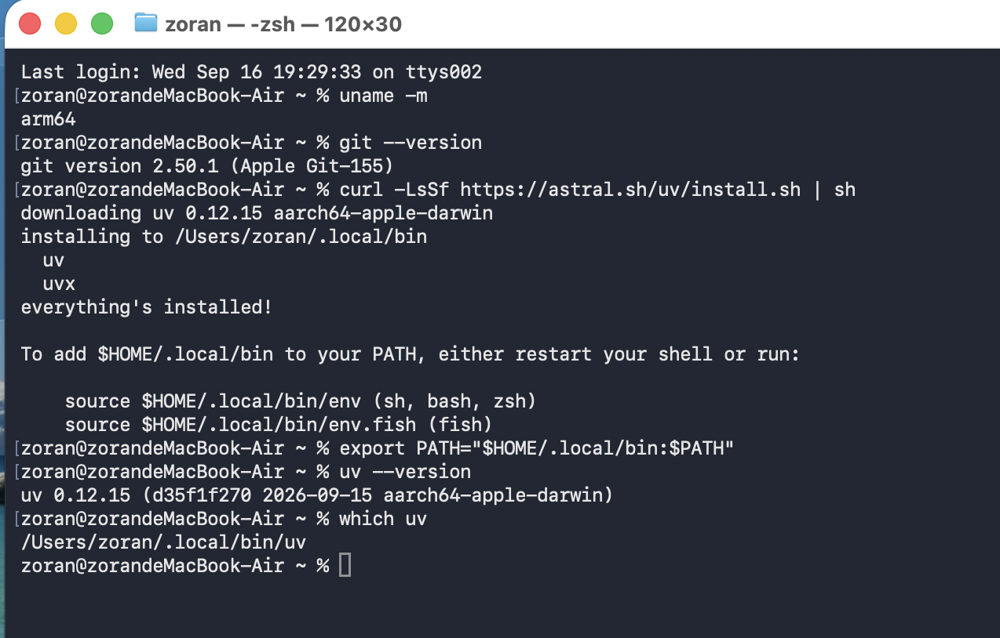 zoran — -zsh — 120×30
Last login: Wed Sep 16 19:29:33 on ttys002
[zoran@zorandeMacBook-Air ~ % uname -m
arm64
[zoran@zorandeMacBook-Air ~ % git --version
git version 2.50.1 (Apple Git-155)
[zoran@zorandeMacBook-Air ~ % curl -LsSf https://astral.sh/uv/install.sh | sh
downloading uv 0.12.15 aarch64-apple-darwin
installing to /Users/zoran/.local/bin
  uv
  uvx
everything's installed!

To add $HOME/.local/bin to your PATH, either restart your shell or run:

    source $HOME/.local/bin/env (sh, bash, zsh)
    source $HOME/.local/bin/env.fish (fish)
[zoran@zorandeMacBook-Air ~ % export PATH="$HOME/.local/bin:$PATH"
[zoran@zorandeMacBook-Air ~ % uv --version
uv 0.12.15 (d35f1f270 2026-09-15 aarch64-apple-darwin)
[zoran@zorandeMacBook-Air ~ % which uv
/Users/zoran/.local/bin/uv
zoran@zorandeMacBook-Air ~ %